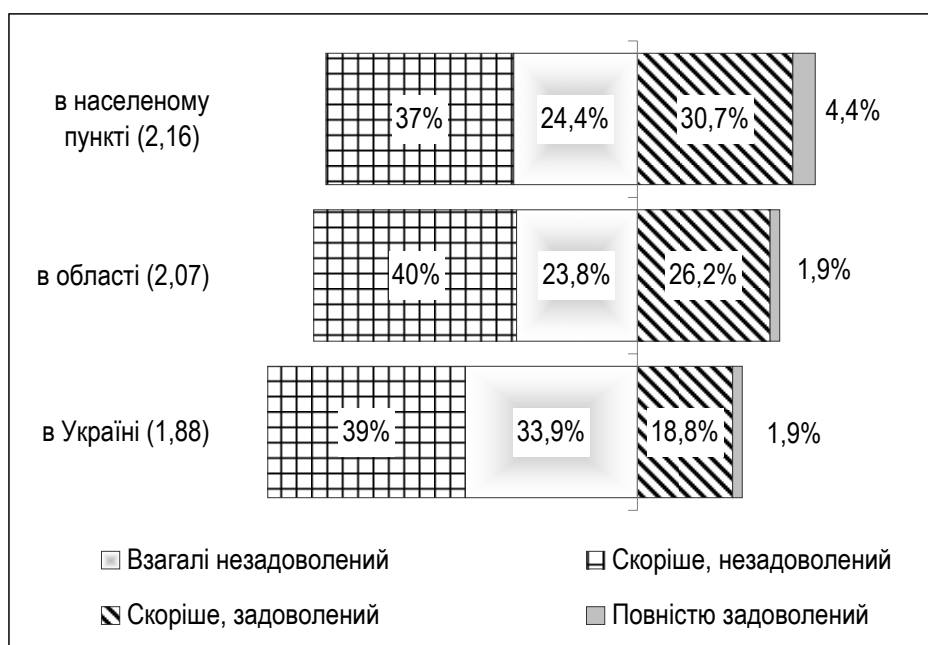 в населеному
пункті (2,16)
37%
24,4%
30,7%
4,4%
в області (2,07)
40%
23,8%
26,2%
1,9%
в Україні (1,88)
39%
33,9%
18,8%
1,9%
Взагалі незадоволений
Скоріше, незадоволений
Скоріше, задоволений
Повністю задоволений